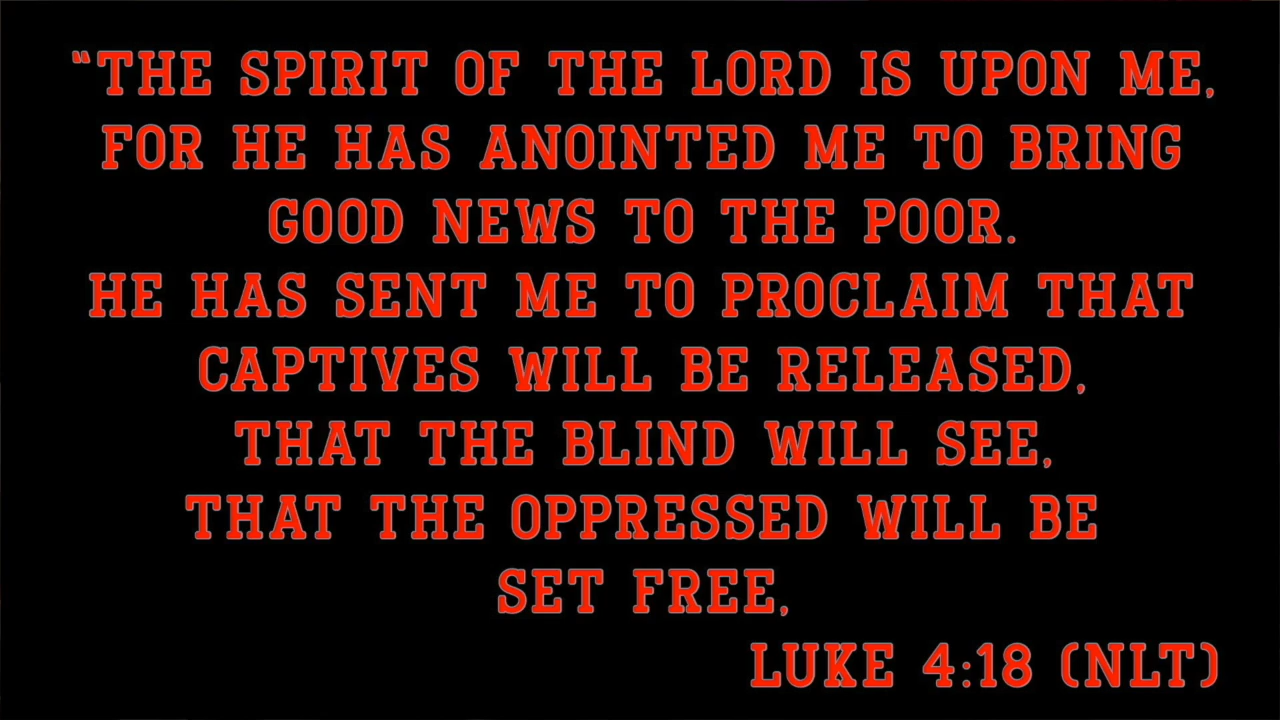 “THE SPIRIT OF THE LORD IS UPON ME,
FOR HE HAS ANOINTED ME TO BRING
GOOD NEWS TO THE POOR.
HE HAS SENT ME TO PROCLAIM THAT
CAPTIVES WILL BE RELEASED,
THAT THE BLIND WILL SEE,
THAT THE OPPRESSED WILL BE
SET FREE,
LUKE 4:18 (NLT)